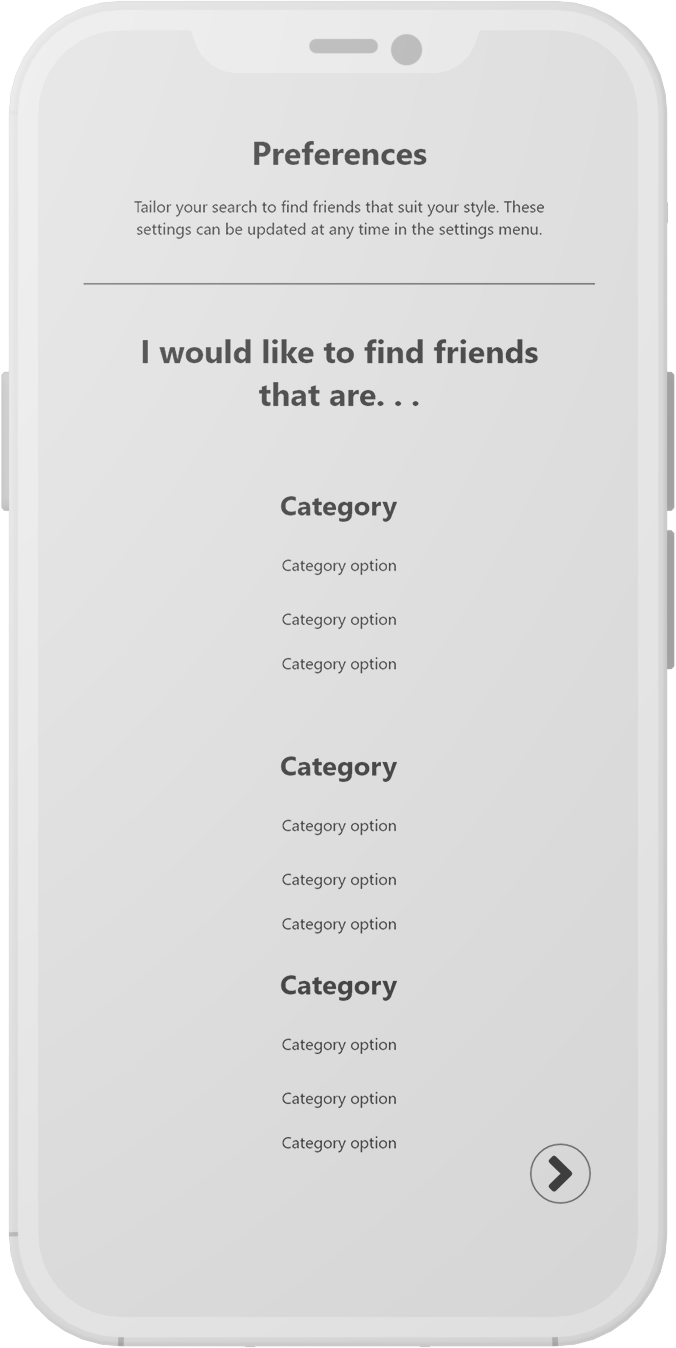 Preferences
Tailor your search to find friends that suit your style. These
settings can be updated at any time in the settings menu.
I would like to find friends
that are. . .
Category
Category option
Category option
Category option
Category
Category option
Category option
Category option
Category
Category option
Category option
Category option